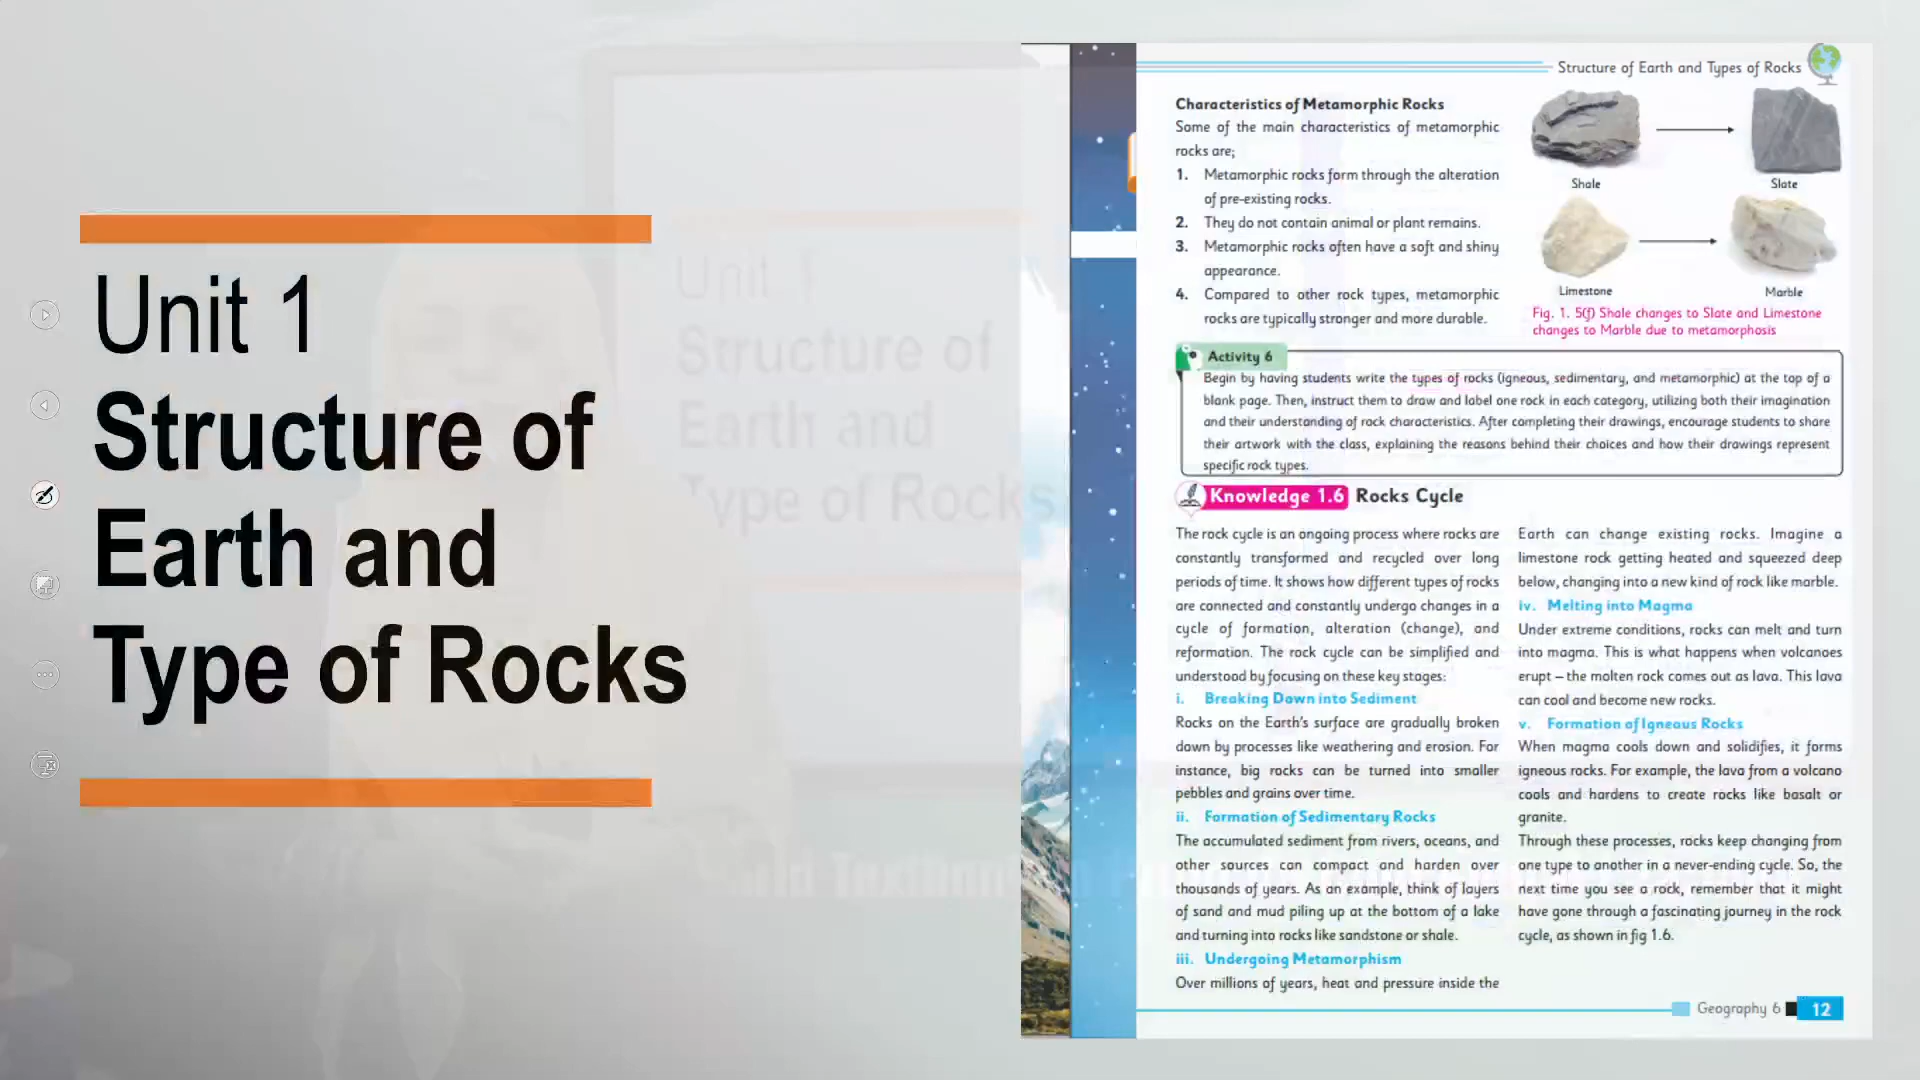 Unit 1
Structure of
Earth and
Type of Rocks
Structure of Earth and Types of Rocks
Characteristics of Metamorphic Rocks
Some of the main characteristics of metamorphic
rocks are;
1. Metamorphic rocks form through the alteration
of pre-existing rocks.
2. They do not contain animal or plant remains.
3. Metamorphic rocks often have a soft and shiny
appearance.
4. Compared to other rock types, metamorphic
rocks are typically stronger and more durable.
Shale
Slate
Limestone
Marble
Fig. 1. 5(f) Shale changes to Slate and Limestone
changes to Marble due to metamorphosis
Activity 6
Begin by having students write the types of rocks (igneous, sedimentary, and metamorphic) at the top of a
blank page. Then, instruct them to draw and label one rock in each category, utilizing both their imagination
and their understanding of rock characteristics. After completing their drawings, encourage students to share
their artwork with the class, explaining the reasons behind their choices and how their drawings represent
specific rock types.
Knowledge 1.6 Rocks Cycle
The rock cycle is an ongoing process where rocks are
constantly transformed and recycled over long
periods of time. It shows how different types of rocks
are connected and constantly undergo changes in a
cycle of formation, alteration (change), and
reformation. The rock cycle can be simplified and
understood by focusing on these key stages:
i. Breaking Down into Sediment
Rocks on the Earth's surface are gradually broken
down by processes like weathering and erosion. For
instance, big rocks can be turned into smaller
pebbles and grains over time.
ii. Formation of Sedimentary Rocks
The accumulated sediment from rivers, oceans, and
other sources can compact and harden over
thousands of years. As an example, think of layers
of sand and mud piling up at the bottom of a lake
and turning into rocks like sandstone or shale.
iii. Undergoing Metamorphism
Over millions of years, heat and pressure inside the
Earth can change existing rocks. Imagine a
limestone rock getting heated and squeezed deep
below, changing into a new kind of rock like marble.
iv. Melting into Magma
Under extreme conditions, rocks can melt and turn
into magma. This is what happens when volcanoes
erupt – the molten rock comes out as lava. This lava
can cool and become new rocks.
v. Formation of Igneous Rocks
When magma cools down and solidifies, it forms
igneous rocks. For example, the lava from a volcano
cools and hardens to create rocks like basalt or
granite.
Through these processes, rocks keep changing from
one type to another in a never-ending cycle. So, the
next time you see a rock, remember that it might
have gone through a fascinating journey in the rock
cycle, as shown in fig 1.6.
Geography 6
12
Unit 1
Structure of
Earth and
Type of Rocks